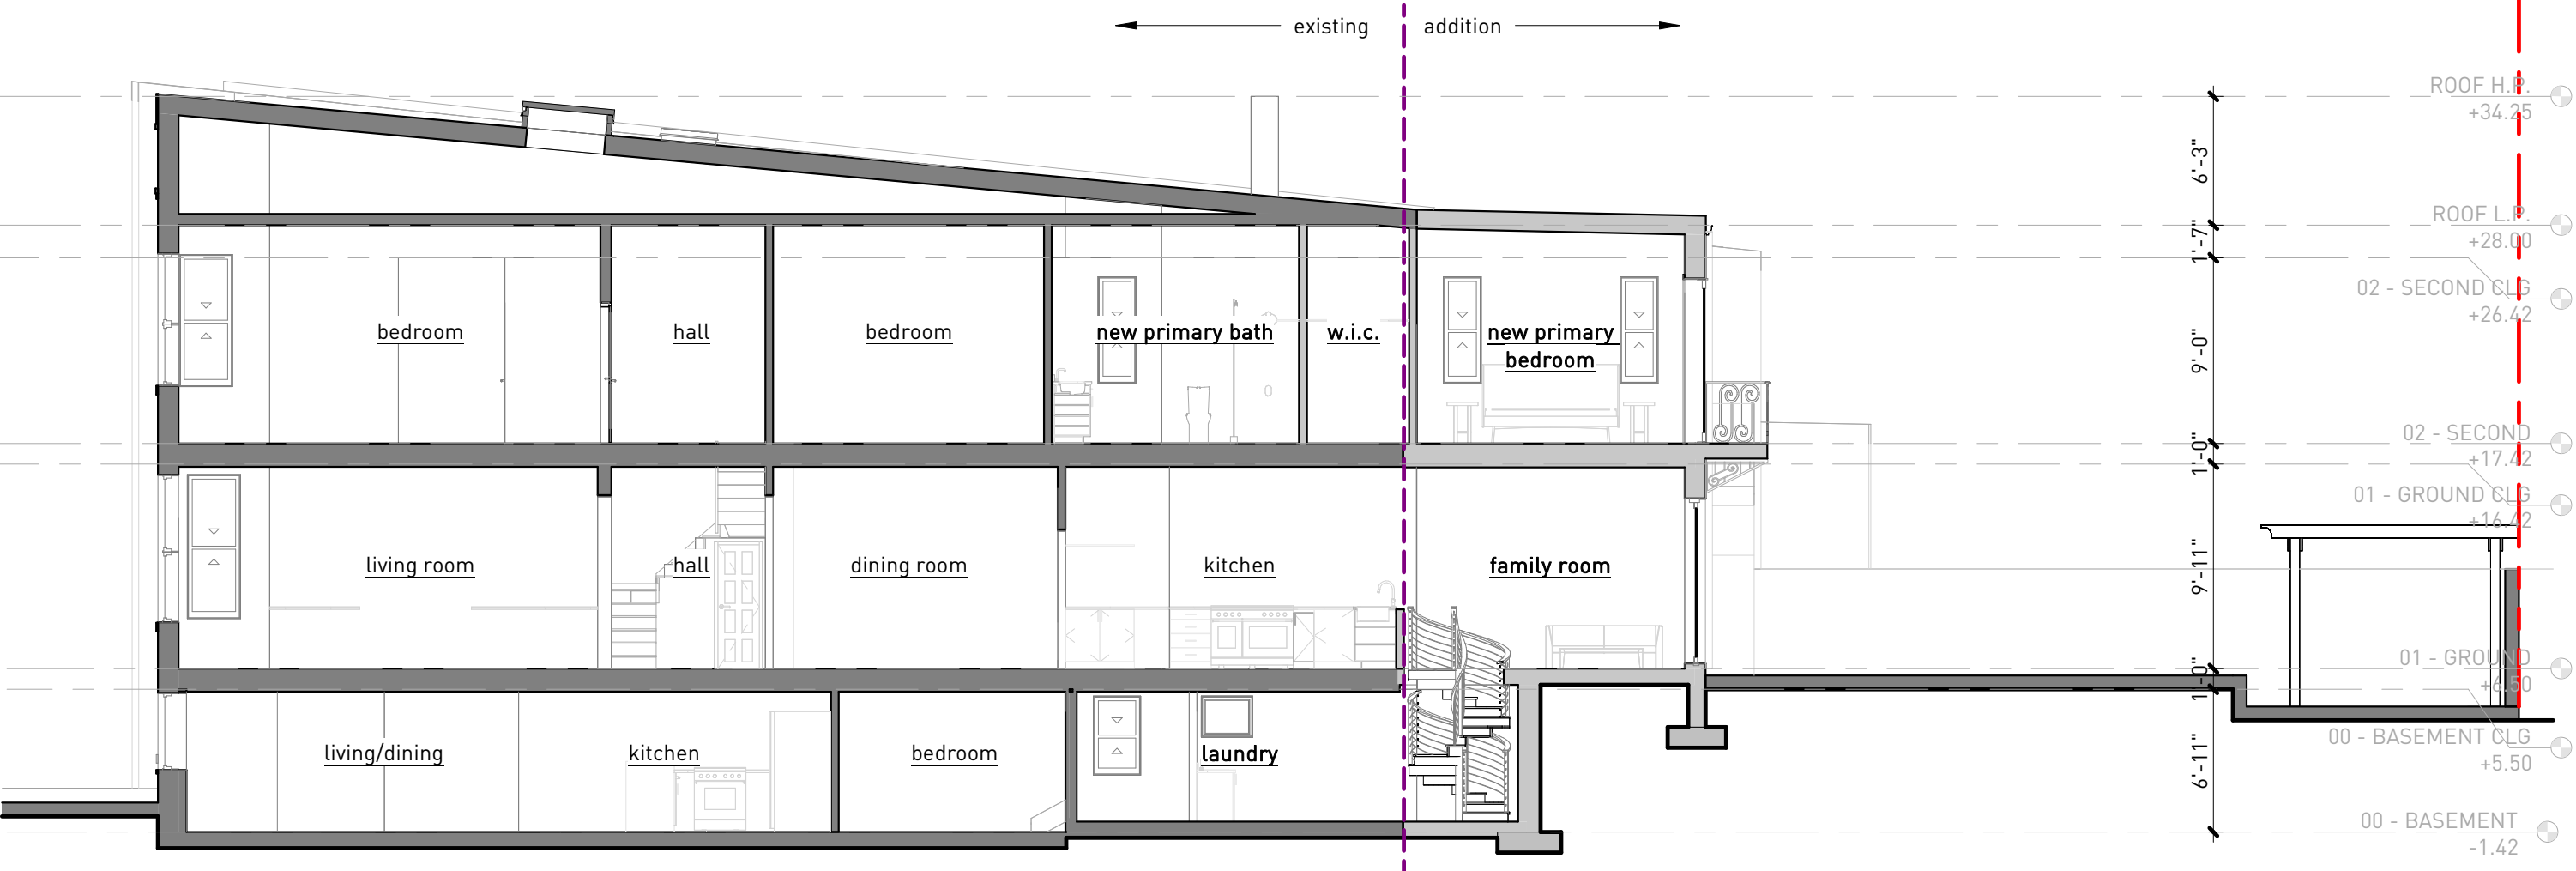 existing addition
ROOF H.P.
+34.25
6'-3"
ROOF L.P.
+28.00
1'-7"
02 - SECOND CLG
+26.42
bedroom hall bedroom new primary bath w.i.c. new primary
bedroom
9'-0"
02 - SECOND
+17.42
1'-0"
01 - GROUND CLG
+16.42
living room hall dining room kitchen family room
9'-11"
01 - GROUND
+6.50
1'-0"
00 - BASEMENT CLG
+5.50
living/dining kitchen bedroom laundry
6'-11"
00 - BASEMENT
-1.42